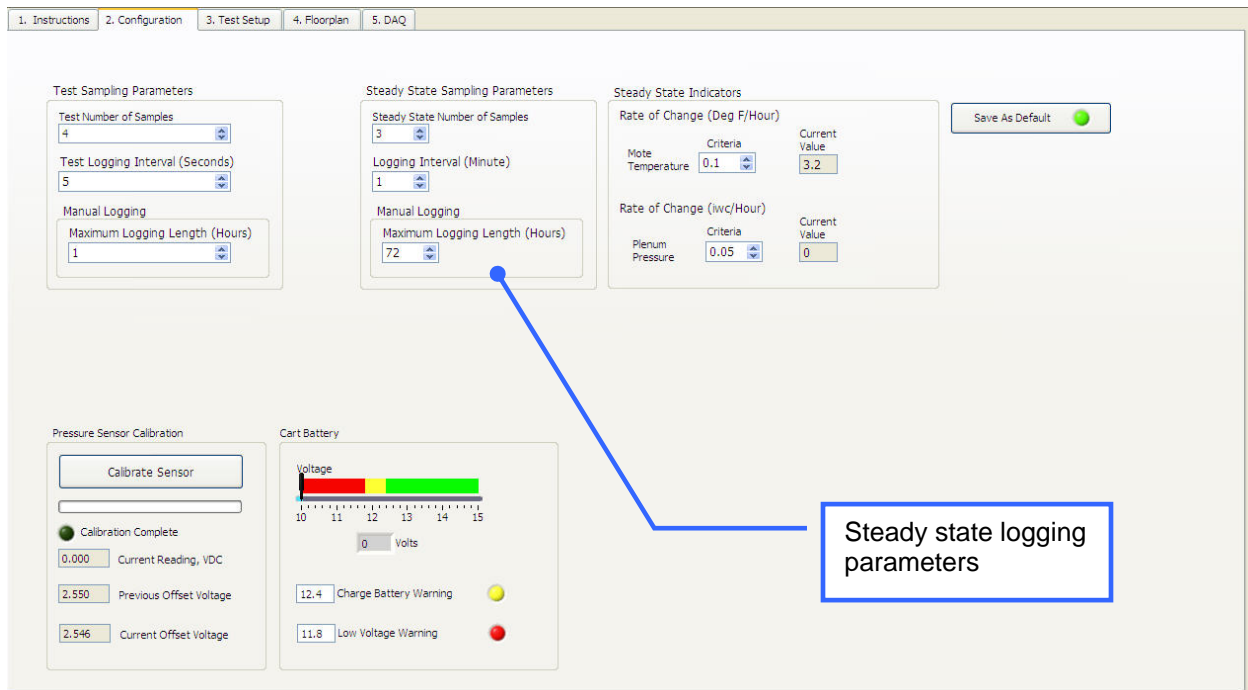 1. Instructions 2. Configuration 3. Test Setup 4. Floorplan 5. DAQ
Test Sampling Parameters
Test Number of Samples
4
Test Logging Interval (Seconds)
5
Manual Logging
Maximum Logging Length (Hours)
1
Steady State Sampling Parameters
Steady State Number of Samples
3
Logging Interval (Minute)
1
Manual Logging
Maximum Logging Length (Hours)
72
Steady State Indicators
Rate of Change (Deg F/Hour)
Criteria
Current
Value
Mote
Temperature
0.1
3.2
Rate of Change (iwc/Hour)
Criteria
Current
Value
Plenum
Pressure
0.05
0
Save As Default
Pressure Sensor Calibration
Calibrate Sensor
Calibration Complete
0.000 Current Reading, VDC
2.550 Previous Offset Voltage
2.546 Current Offset Voltage
Cart Battery
Voltage
10 11 12 13 14 15
0 Volts
12.4 Charge Battery Warning
11.8 Low Voltage Warning
Steady state logging
parameters